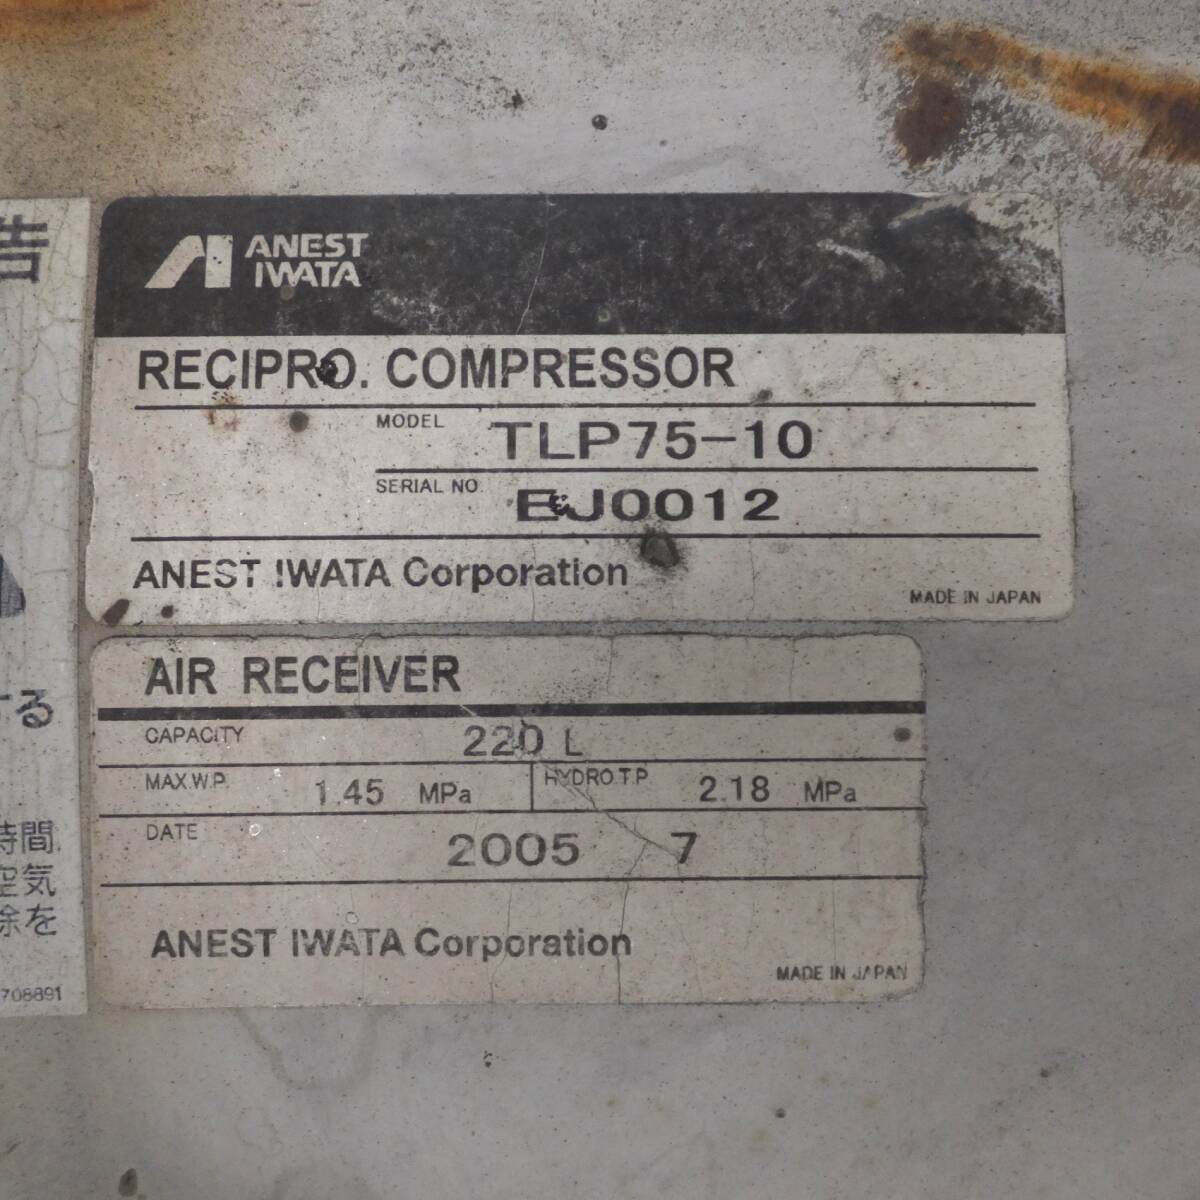 告
する
時間
空気
除を
708891
ANEST
IWATA
RECIPRO. COMPRESSOR
MODEL TLP75-10
SERIAL NO. EJ0012
ANEST IWATA Corporation
MADE IN JAPAN
AIR RECEIVER
CAPACITY 220 L
MAX.W.P. 1.45 MPa HYDRO.T.P. 2.18 MPa
DATE 2005 7
ANEST IWATA Corporation
MADE IN JAPAN